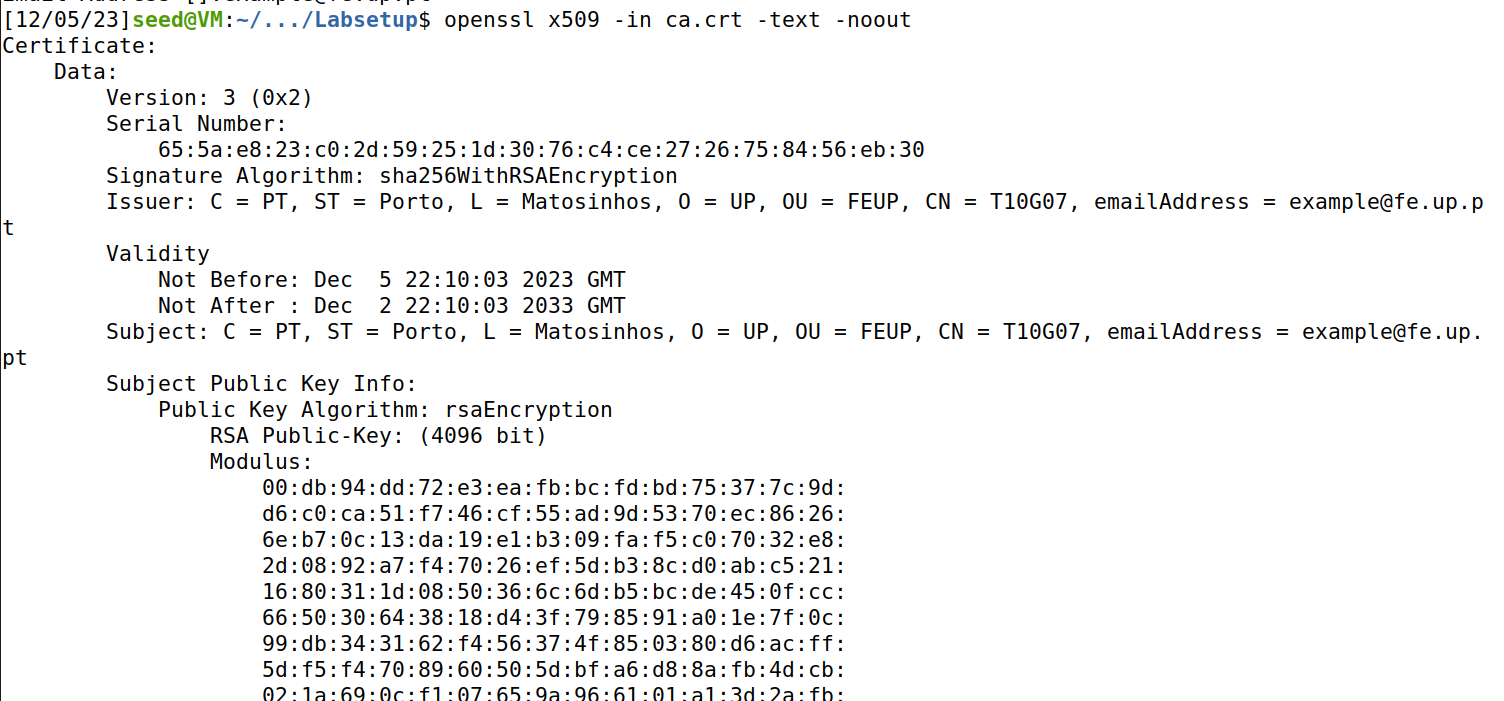 Email Address []:example@fe.up.pt
[12/05/23]seed@VM:~/.../Labsetup$ openssl x509 -in ca.crt -text -noout
Certificate:
    Data:
        Version: 3 (0x2)
        Serial Number:
            65:5a:e8:23:c0:2d:59:25:1d:30:76:c4:ce:27:26:75:84:56:eb:30
        Signature Algorithm: sha256WithRSAEncryption
        Issuer: C = PT, ST = Porto, L = Matosinhos, O = UP, OU = FEUP, CN = T10G07, emailAddress = example@fe.up.p
t
        Validity
            Not Before: Dec  5 22:10:03 2023 GMT
            Not After : Dec  2 22:10:03 2033 GMT
        Subject: C = PT, ST = Porto, L = Matosinhos, O = UP, OU = FEUP, CN = T10G07, emailAddress = example@fe.up.
pt
        Subject Public Key Info:
            Public Key Algorithm: rsaEncryption
                RSA Public-Key: (4096 bit)
                Modulus:
                    00:db:94:dd:72:e3:ea:fb:bc:fd:bd:75:37:7c:9d:
                    d6:c0:ca:51:f7:46:cf:55:ad:9d:53:70:ec:86:26:
                    6e:b7:0c:13:da:19:e1:b3:09:fa:f5:c0:70:32:e8:
                    2d:08:92:a7:f4:70:26:ef:5d:b3:8c:d0:ab:c5:21:
                    16:80:31:1d:08:50:36:6c:6d:b5:bc:de:45:0f:cc:
                    66:50:30:64:38:18:d4:3f:79:85:91:a0:1e:7f:0c:
                    99:db:34:31:62:f4:56:37:4f:85:03:80:d6:ac:ff:
                    5d:f5:f4:70:89:60:50:5d:bf:a6:d8:8a:fb:4d:cb:
                    02:1a:69:0c:f1:07:65:9a:96:61:01:a1:3d:2a:fb: